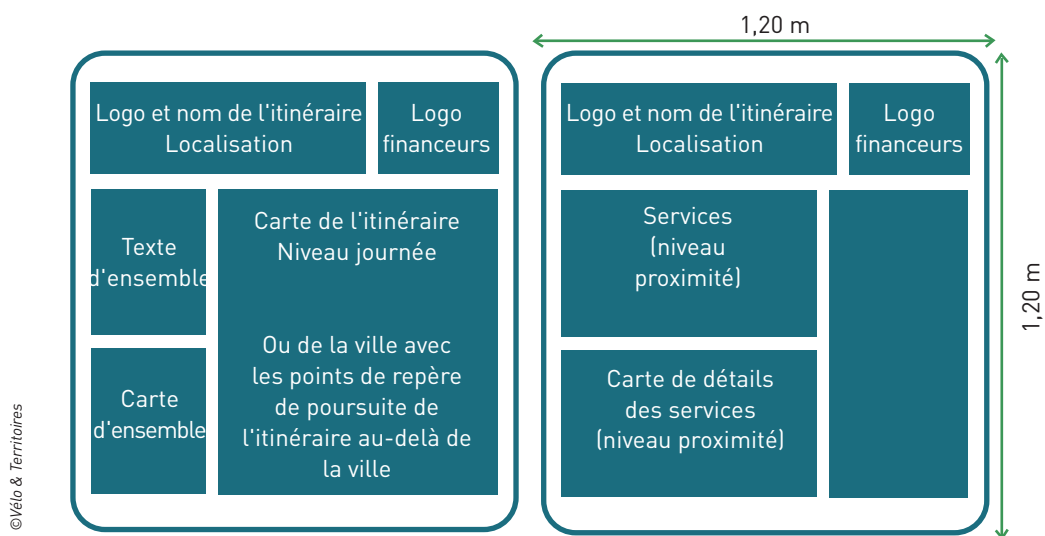 1,20 m
Logo et nom de l'itinéraire
Localisation
Logo
financeurs
Texte
d'ensemble
Carte
d'ensemble
Carte de l'itinéraire
Niveau journée
Ou de la ville avec
les points de repère
de poursuite de
l'itinéraire au-delà de
la ville
Logo et nom de l'itinéraire
Localisation
Logo
financeurs
Services
(niveau
proximité)
Carte de détails
des services
(niveau proximité)
1,20 m
©Vélo & Territoires